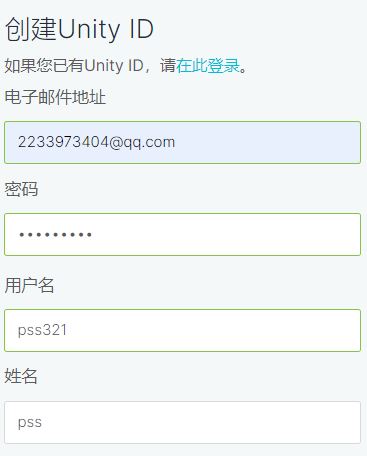 创建Unity ID
如果您已有Unity ID，请在此登录。
电子邮件地址
2233973404@qq.com
密码
•••••••••
用户名
pss321
姓名
pss